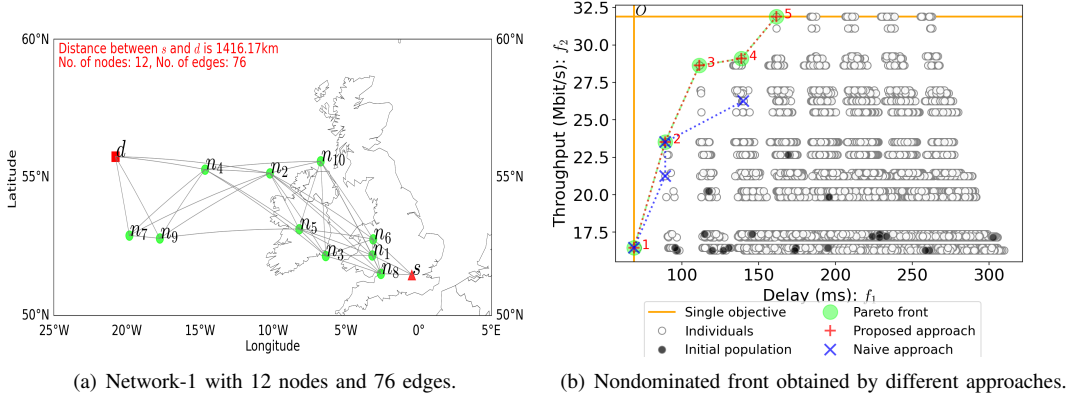 Distance between s and d is 1416.17km
No. of nodes: 12, No. of edges: 76
60°N
55°N
50°N
60°N
55°N
50°N
Latitude
d
n4
n2
n10
n7
n9
n5
n3
n6
n1
n8
s
25°W
20°W
15°W
10°W
5°W
0°
5°E
Longitude
(a) Network-1 with 12 nodes and 76 edges.
32.5
30.0
27.5
25.0
22.5
20.0
17.5
Throughput (Mbit/s): f2
O
5
4
3
2
1
100
150
200
250
300
Delay (ms): f1
Single objective
Individuals
Initial population
Pareto front
Proposed approach
Naive approach
(b) Nondominated front obtained by different approaches.